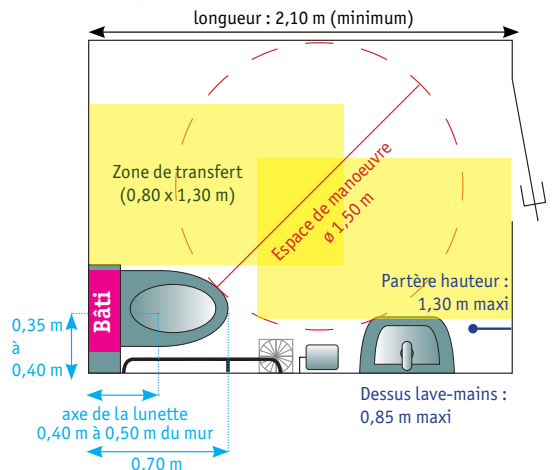 longueur : 2,10 m (minimum)
Zone de transfert
(0,80 x 1,30 m)
Espace de manoeuvre
ø 1,50 m
Bâti
Partère hauteur :
1,30 m maxi
0,35 m
à
0,40 m
Dessus lave-mains :
0,85 m maxi
axe de la lunette
0,40 m à 0,50 m du mur
0,70 m